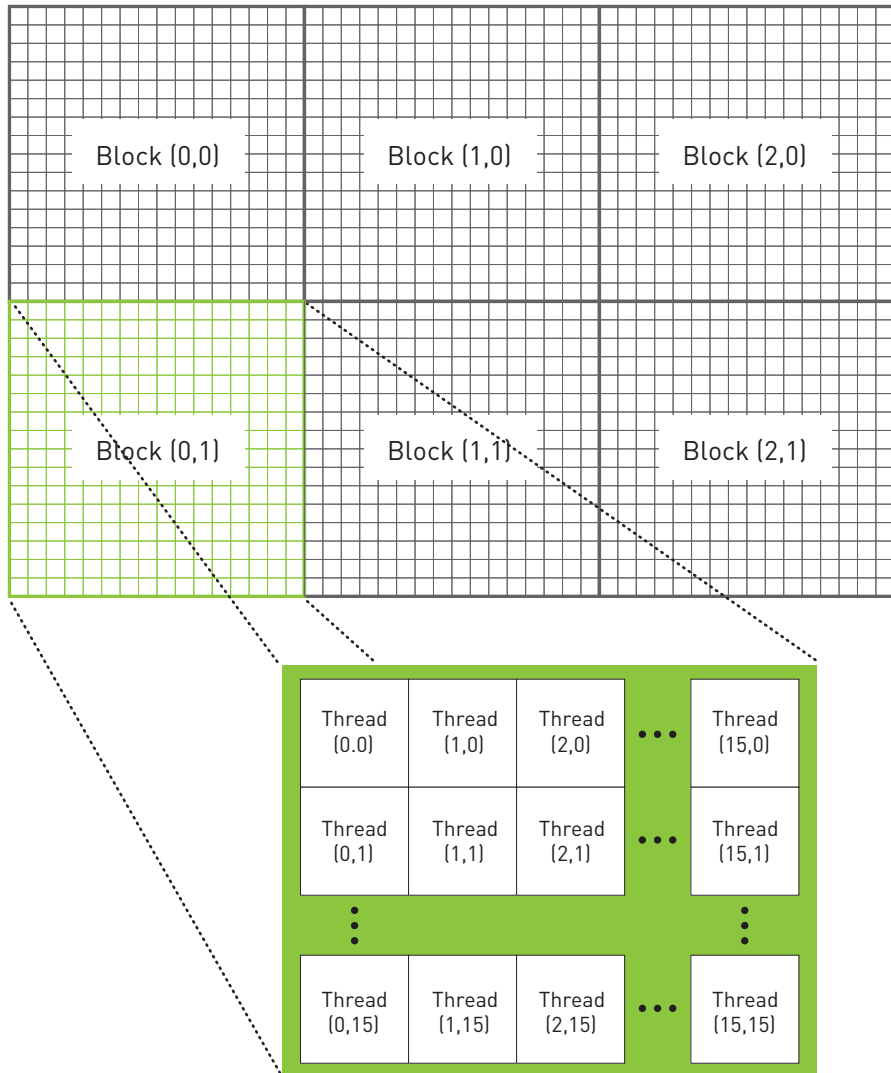 Block (0,0)
Block (1,0)
Block (2,0)
Block (0,1)
Block (1,1)
Block (2,1)
Thread
(0.0)
Thread
(1,0)
Thread
(2,0)
Thread
(15,0)
Thread
(0,1)
Thread
(1,1)
Thread
(2,1)
Thread
(15,1)
Thread
(0,15)
Thread
(1,15)
Thread
(2,15)
Thread
(15,15)